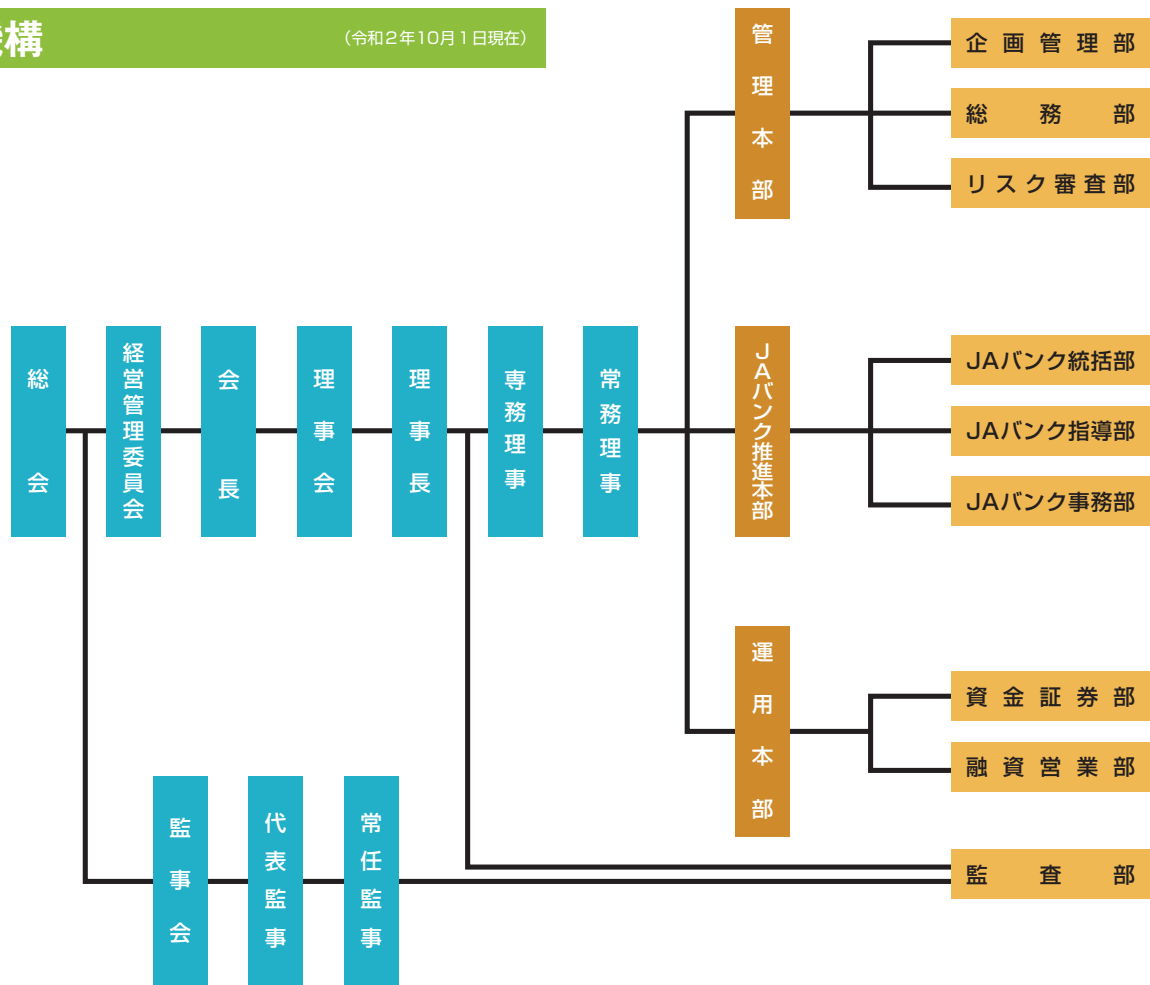 構
（令和2年10月1日現在）
総会
経営管理委員会
会長
理事会
理事長
専務理事
常務理事
管理本部
企画管理部
総務部
リスク審査部
JAバンク推進本部
JAバンク統括部
JAバンク指導部
JAバンク事務部
運用本部
資金証券部
融資営業部
監事会
代表監事
常任監事
監査部